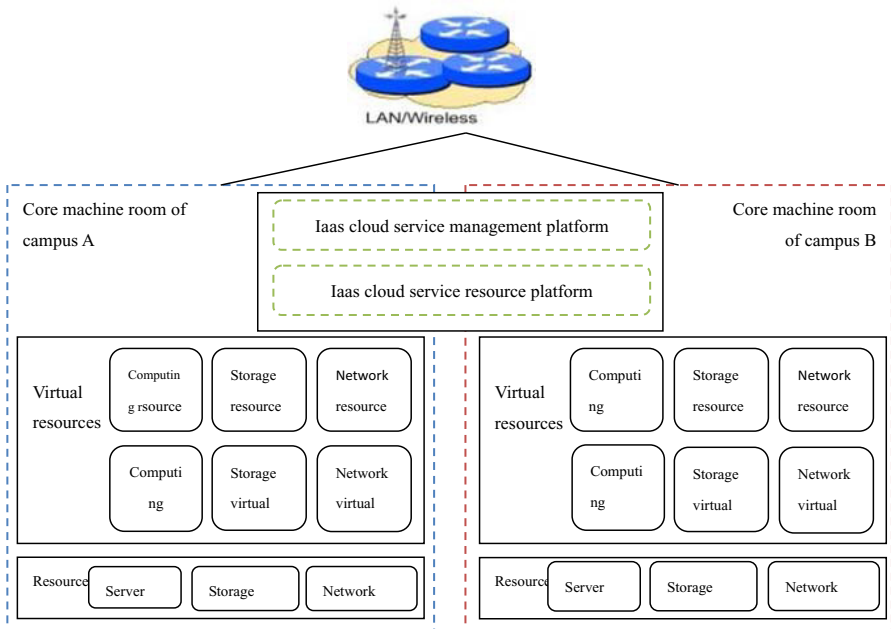 LAN/Wireless
Core machine room of
campus A
Iaas cloud service management platform
Iaas cloud service resource platform
Core machine room
of campus B
Virtual
resources
Computin
g rsource
Storage
resource
Network
resource
Computi
ng
Storage
virtual
Network
virtual
Resource
Server
Storage
Network
Virtual
resources
Computi
ng
Storage
resource
Network
resource
Computi
ng
Storage
virtual
Network
virtual
Resource
Server
Storage
Network